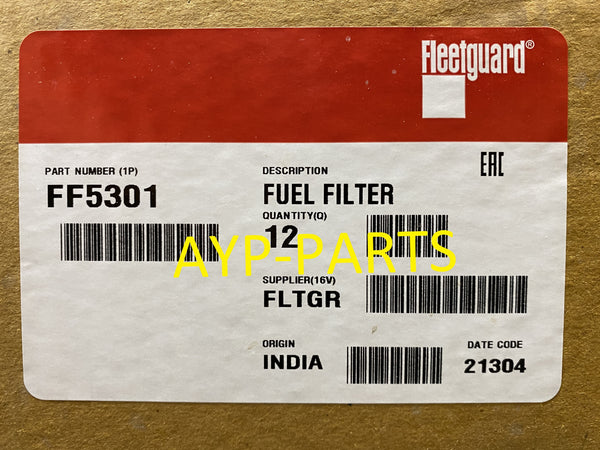 Fleetguard®
EAC
PART NUMBER (1P)
FF5301
DESCRIPTION
FUEL FILTER
QUANTITY(Q)
12
AYP-PARTS
SUPPLIER(16V)
FLTGR
ORIGIN
INDIA
DATE CODE
21304